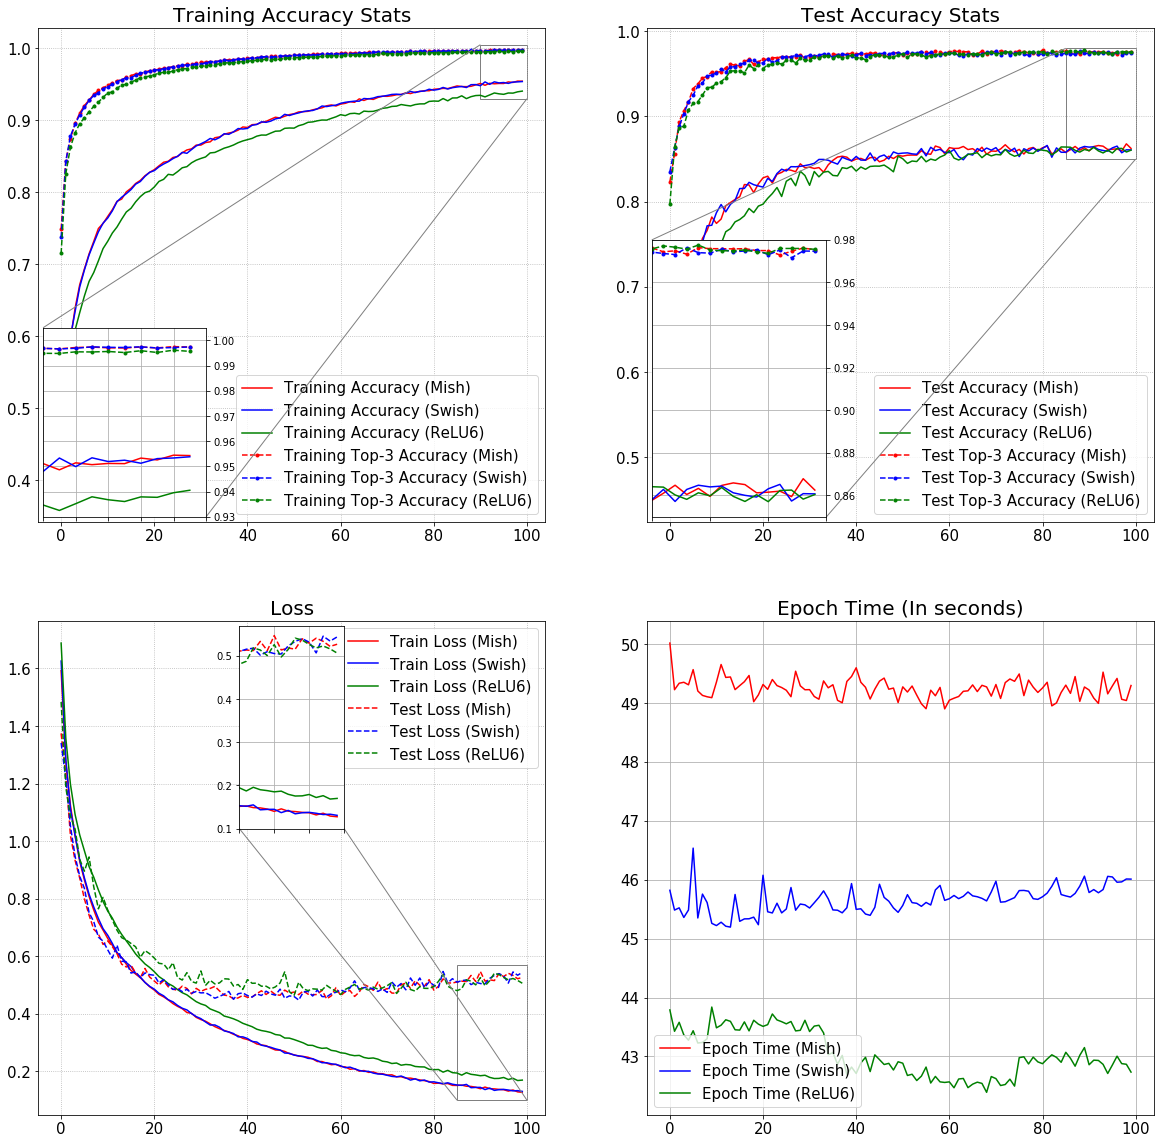 Training Accuracy Stats
1.0
0.9
0.8
0.7
0.6
0.5
0.4
1.00
0.99
0.98
0.97
0.96
0.95
0.94
0.93
Training Accuracy (Mish)
Training Accuracy (Swish)
Training Accuracy (ReLU6)
Training Top-3 Accuracy (Mish)
Training Top-3 Accuracy (Swish)
Training Top-3 Accuracy (ReLU6)
0 20 40 60 80 100
Test Accuracy Stats
1.0
0.9
0.8
0.7
0.6
0.5
0.98
0.96
0.94
0.92
0.90
0.88
0.86
Test Accuracy (Mish)
Test Accuracy (Swish)
Test Accuracy (ReLU6)
Test Top-3 Accuracy (Mish)
Test Top-3 Accuracy (Swish)
Test Top-3 Accuracy (ReLU6)
0 20 40 60 80 100
Loss
1.6
1.4
1.2
1.0
0.8
0.6
0.4
0.2
0.5
0.4
0.3
0.2
0.1
Train Loss (Mish)
Train Loss (Swish)
Train Loss (ReLU6)
Test Loss (Mish)
Test Loss (Swish)
Test Loss (ReLU6)
0 20 40 60 80 100
Epoch Time (In seconds)
50
49
48
47
46
45
44
43
Epoch Time (Mish)
Epoch Time (Swish)
Epoch Time (ReLU6)
0 20 40 60 80 100